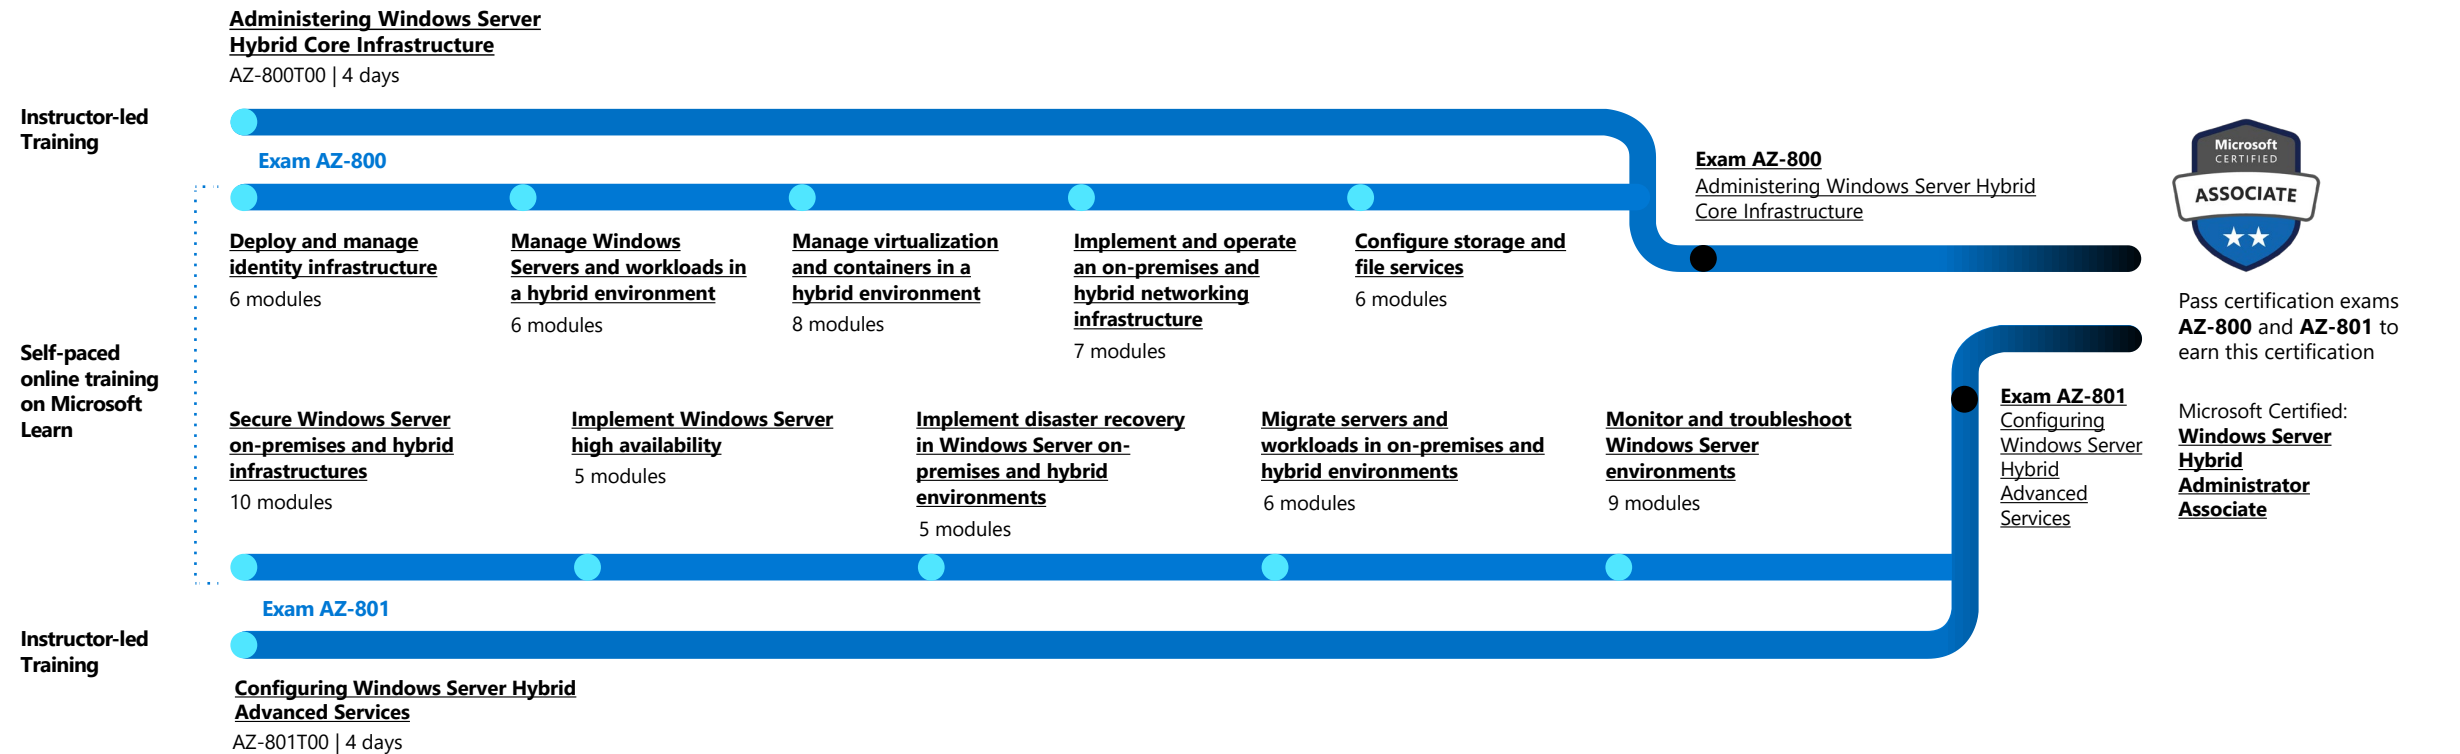 Administering Windows Server
Hybrid Core Infrastructure
AZ-800T00 | 4 days
Instructor-led
Training
Exam AZ-800
Deploy and manage
identity infrastructure
6 modules
Manage Windows
Servers and workloads in
a hybrid environment
6 modules
Manage virtualization
and containers in a
hybrid environment
8 modules
Implement and operate
an on-premises and
hybrid networking
infrastructure
7 modules
Configure storage and
file services
6 modules
Exam AZ-800
Administering Windows Server Hybrid
Core Infrastructure
Self-paced
online training
on Microsoft
Learn
Secure Windows Server
on-premises and hybrid
infrastructures
10 modules
Implement Windows Server
high availability
5 modules
Implement disaster recovery
in Windows Server on-
premises and hybrid
environments
5 modules
Migrate servers and
workloads in on-premises and
hybrid environments
6 modules
Monitor and troubleshoot
Windows Server
environments
9 modules
Exam AZ-801
Configuring
Windows Server
Hybrid
Advanced
Services
Exam AZ-801
Instructor-led
Training
Configuring Windows Server Hybrid
Advanced Services
AZ-801T00 | 4 days
Microsoft
CERTIFIED
ASSOCIATE
Pass certification exams
AZ-800 and AZ-801 to
earn this certification
Microsoft Certified:
Windows Server
Hybrid
Administrator
Associate